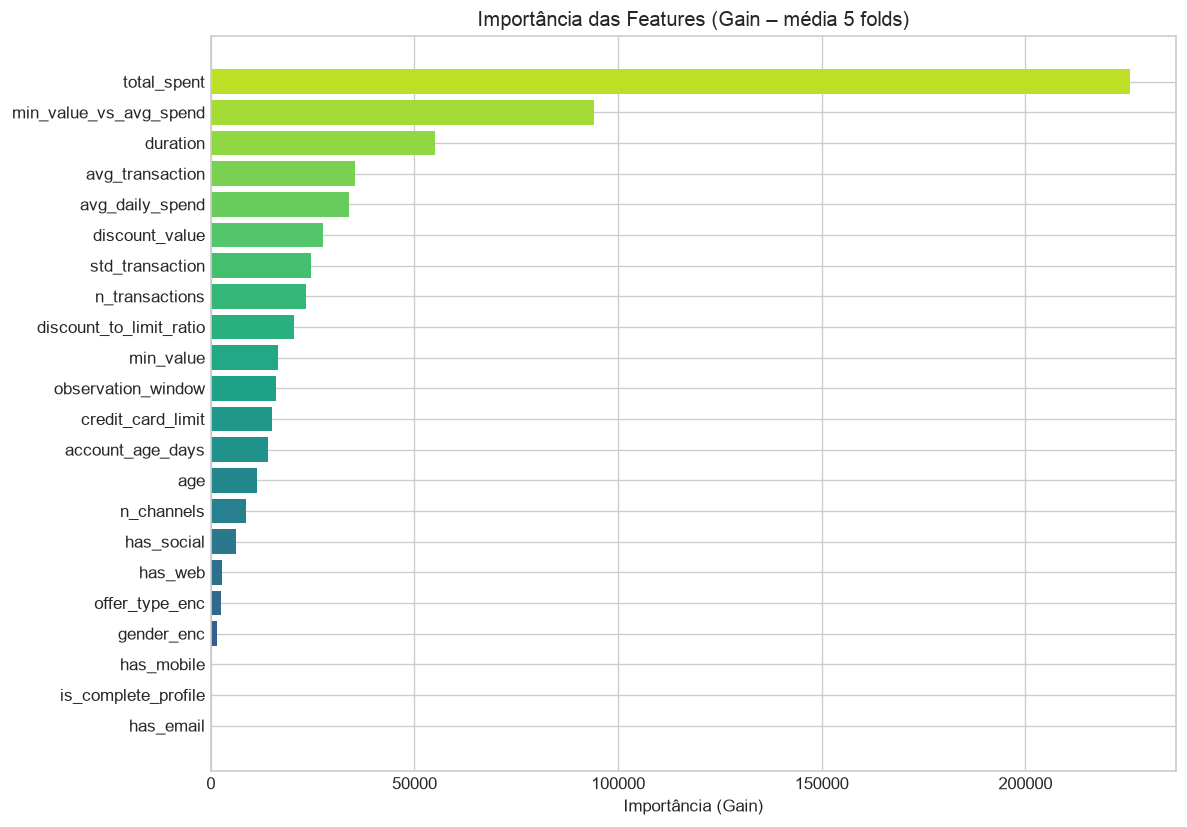 Importância das Features (Gain – média 5 folds)
total_spent
min_value_vs_avg_spend
duration
avg_transaction
avg_daily_spend
discount_value
std_transaction
n_transactions
discount_to_limit_ratio
min_value
observation_window
credit_card_limit
account_age_days
age
n_channels
has_social
has_web
offer_type_enc
gender_enc
has_mobile
is_complete_profile
has_email
0 50000 100000 150000 200000
Importância (Gain)